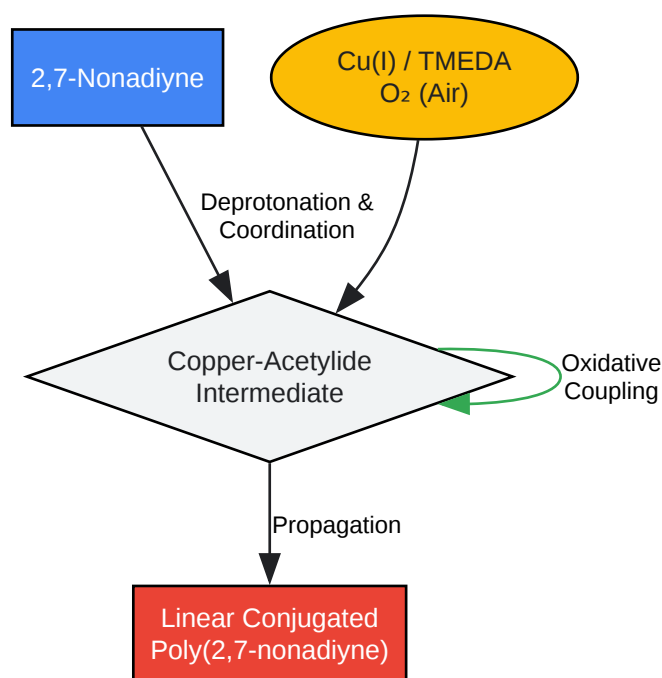 2,7-Nonadiyne
Cu(I) / TMEDA
O₂ (Air)
Deprotonation &
Coordination
Copper-Acetylide
Intermediate
Oxidative
Coupling
Propagation
Linear Conjugated
Poly(2,7-nonadiyne)